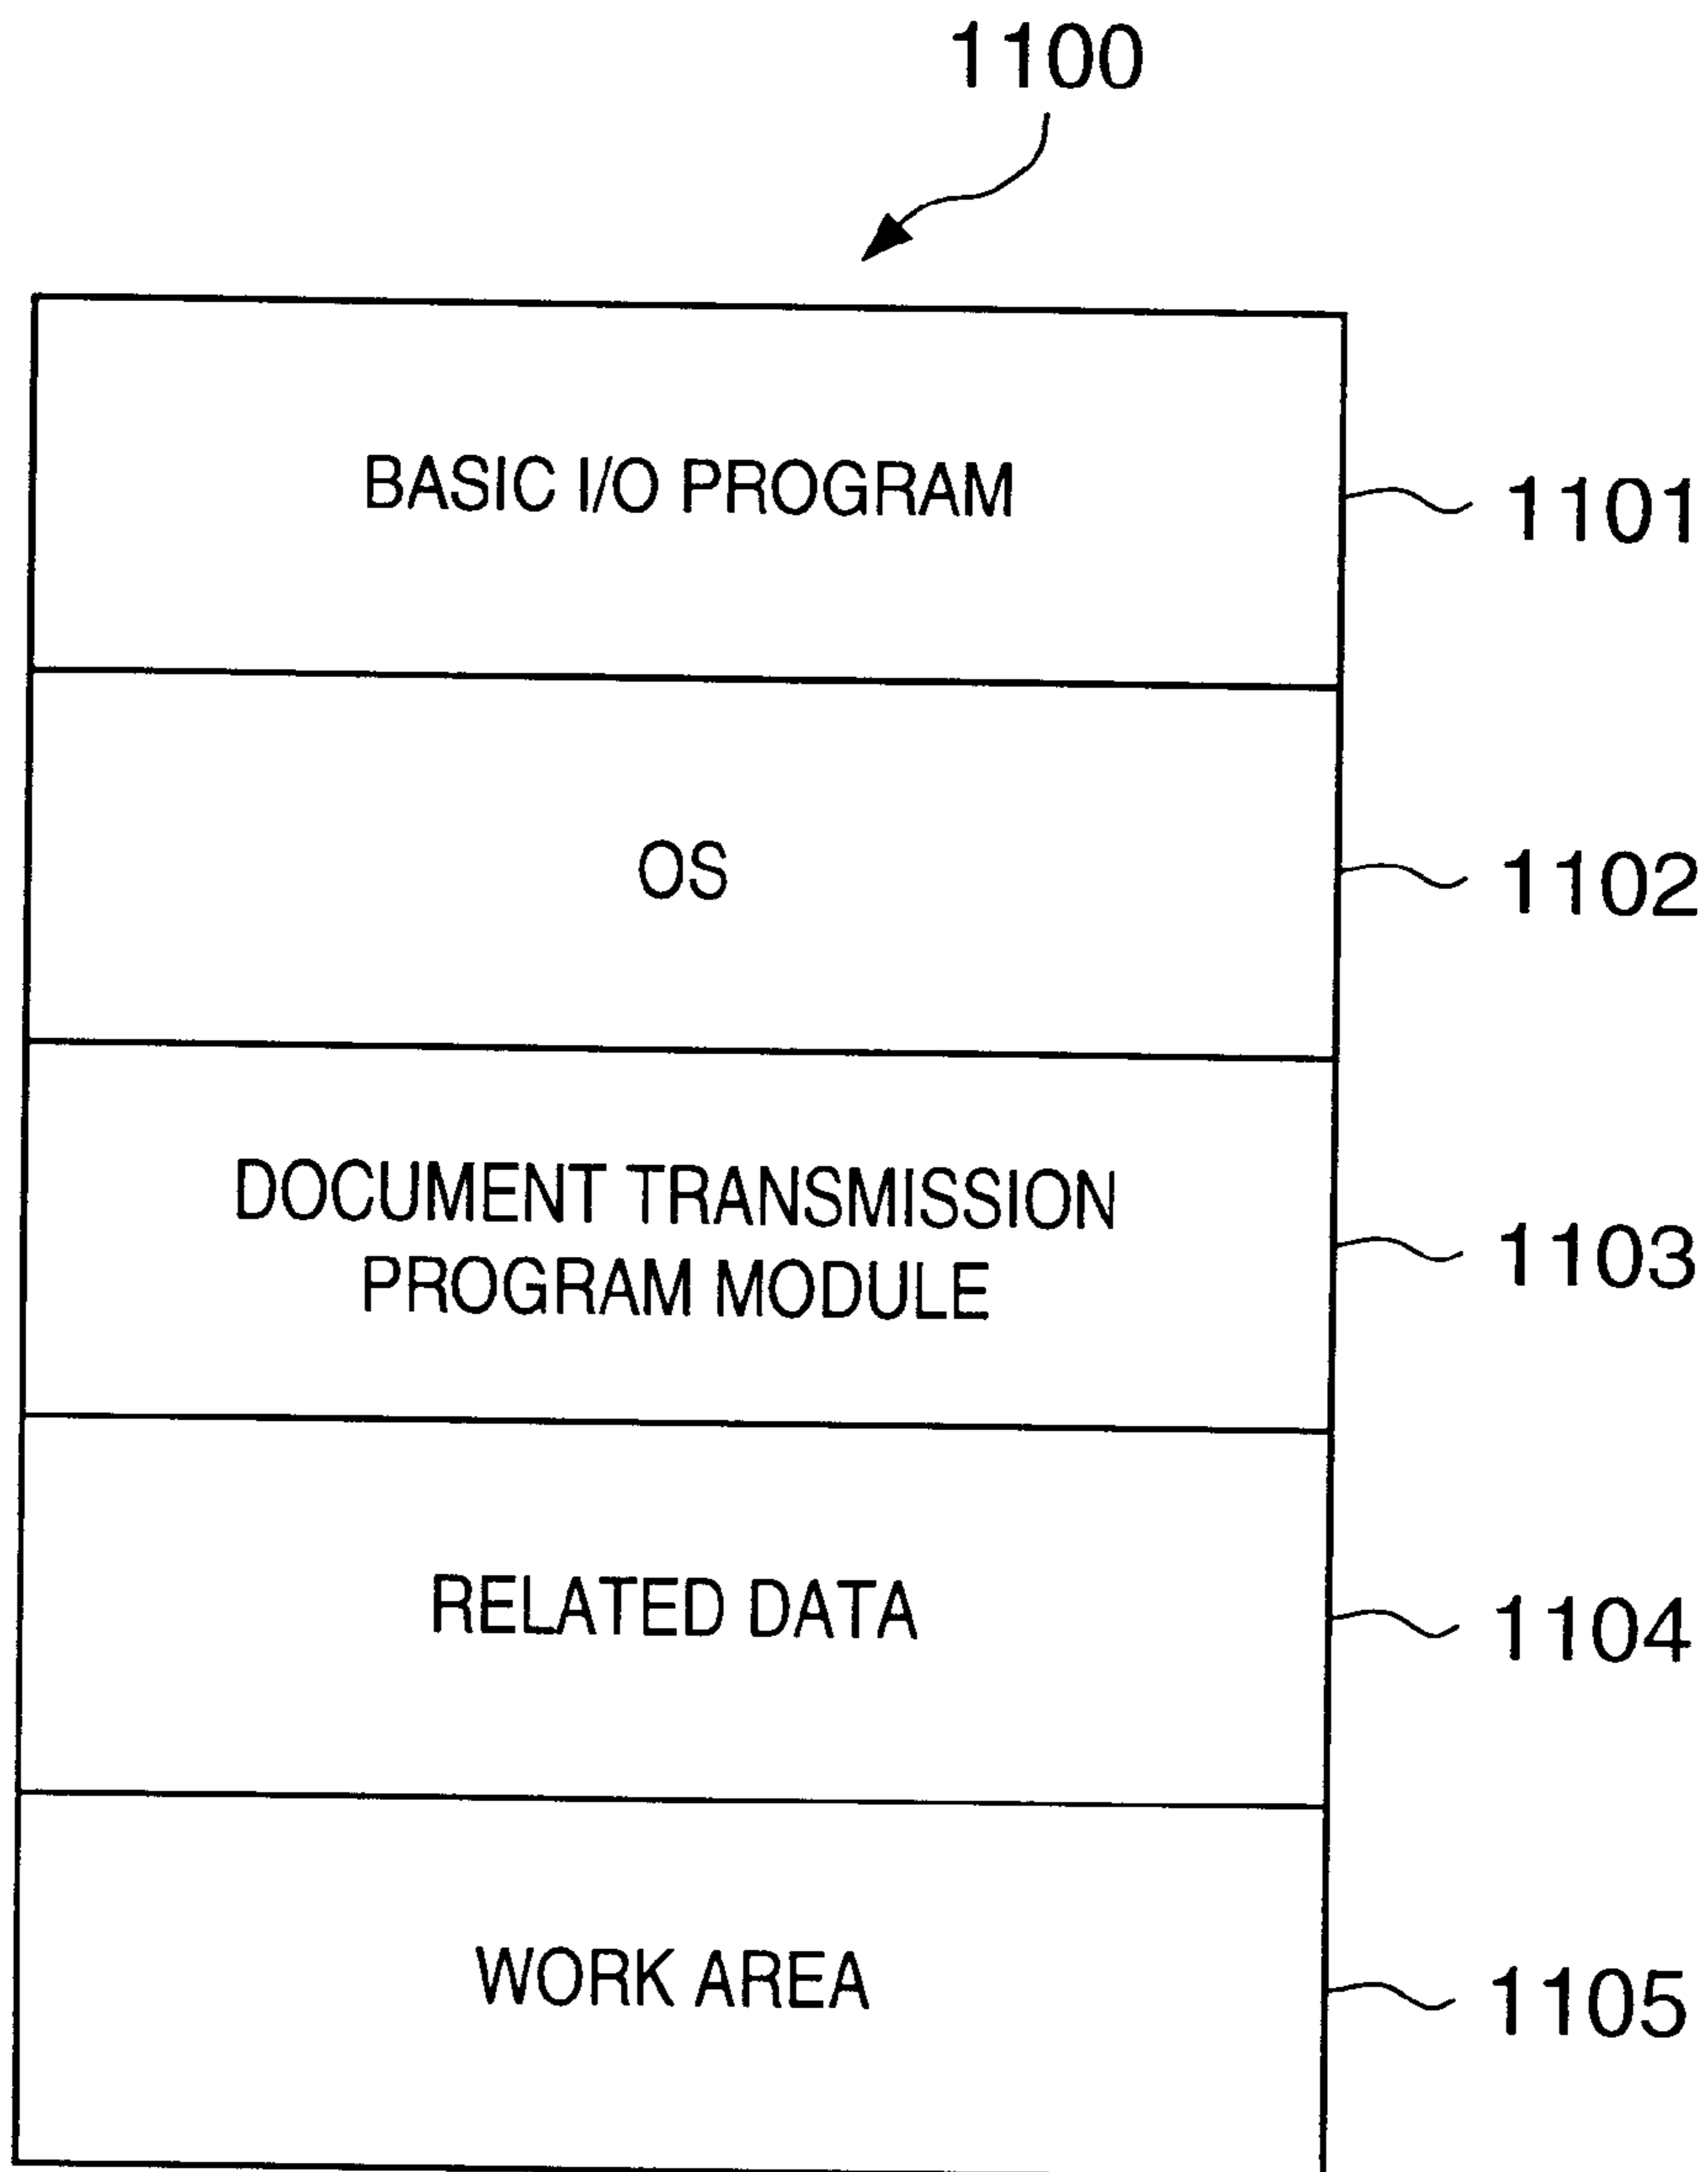 1100
BASIC I/O PROGRAM
1101
OS
1102
DOCUMENT TRANSMISSION
PROGRAM MODULE
1103
RELATED DATA
1104
WORK AREA
1105